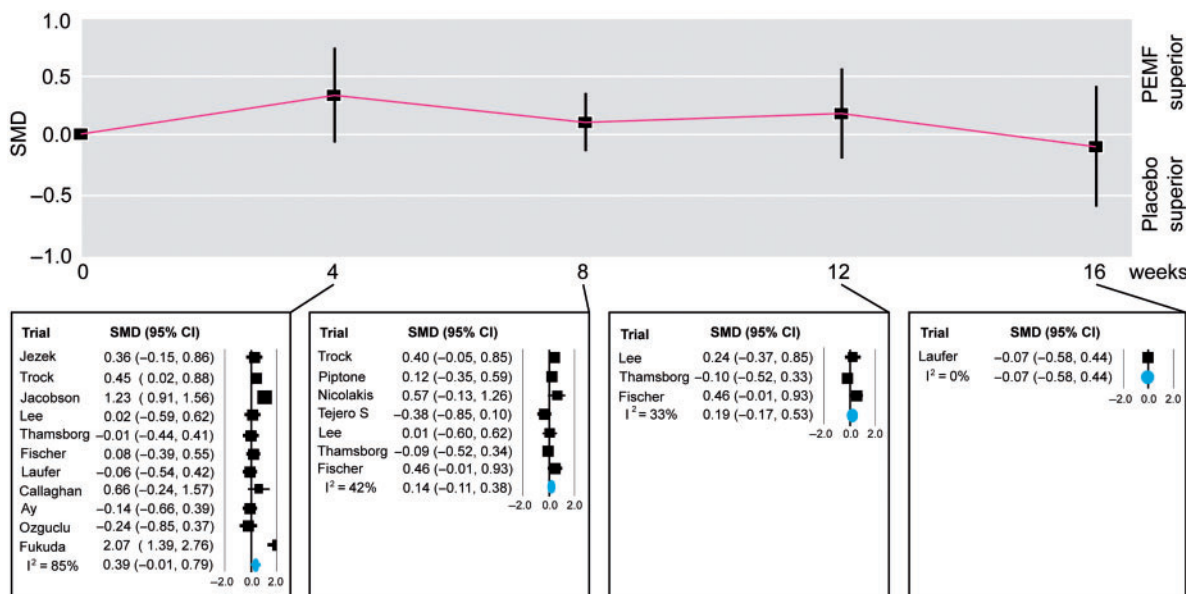 1.0
0.5
0.0
−0.5
−1.0
SMD
PEMF
superior
Placebo
superior
0 4 8 12 16 weeks
Trial SMD (95% CI)
Jezek 0.36 (−0.15, 0.86)
Trock 0.45 ( 0.02, 0.88)
Jacobson 1.23 ( 0.91, 1.56)
Lee 0.02 (−0.59, 0.62)
Thamsborg −0.01 (−0.44, 0.41)
Fischer 0.08 (−0.39, 0.55)
Laufer −0.06 (−0.54, 0.42)
Callaghan 0.66 (−0.24, 1.57)
Ay −0.14 (−0.66, 0.39)
Ozguclu −0.24 (−0.85, 0.37)
Fukuda 2.07 ( 1.39, 2.76)
I² = 85% 0.39 (−0.01, 0.79)
−2.0 0 2.0
Trial SMD (95% CI)
Trock 0.40 (−0.05, 0.85)
Piptone 0.12 (−0.35, 0.59)
Nicolakis 0.57 (−0.13, 1.26)
Tejero S −0.38 (−0.85, 0.10)
Lee 0.01 (−0.60, 0.62)
Thamsborg −0.09 (−0.52, 0.34)
Fischer 0.46 (−0.01, 0.93)
I² = 42% 0.14 (−0.11, 0.38)
−2.0 0 2.0
Trial SMD (95% CI)
Lee 0.24 (−0.37, 0.85)
Thamsborg −0.10 (−0.52, 0.33)
Fischer 0.46 (−0.01, 0.93)
I² = 33% 0.19 (−0.17, 0.53)
−2.0 0 2.0
Trial SMD (95% CI)
Laufer −0.07 (−0.58, 0.44)
I² = 0% −0.07 (−0.58, 0.44)
−2.0 0 2.0